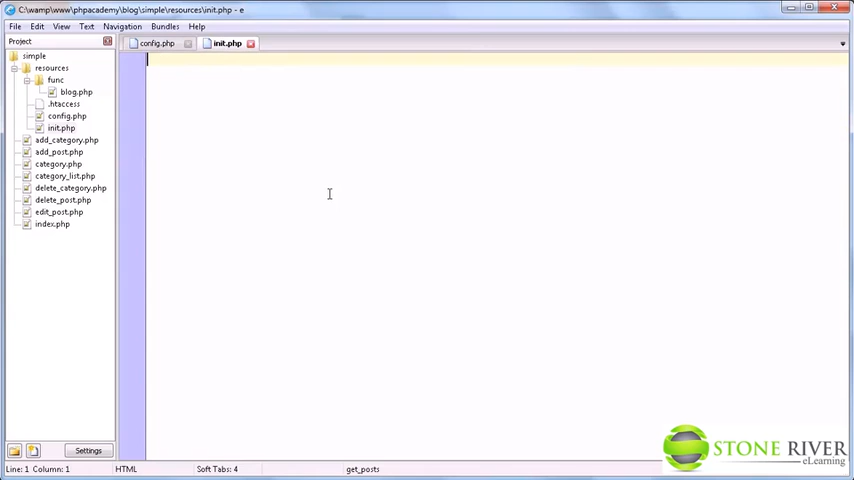 C:\wamp\www\phpacademy\blog\simple\resources\init.php - e
File Edit View Text Navigation Bundles Help
Project
config.php
init.php
simple
resources
func
blog.php
.htaccess
config.php
init.php
add_category.php
add_post.php
category.php
category_list.php
delete_category.php
delete_post.php
edit_post.php
index.php
Settings
STONE RIVER
eLearning
Line: 1 Column: 1
HTML
Soft Tabs: 4
get_posts